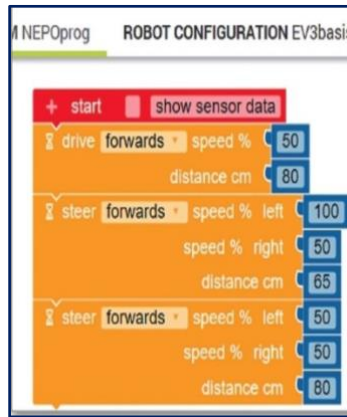 M NEPOprog ROBOT CONFIGURATION EV3basis
+ start show sensor data
drive forwards speed % 50
distance cm 80
steer forwards speed % left 100
speed % right 50
distance cm 65
steer forwards speed % left 50
speed % right 50
distance cm 80